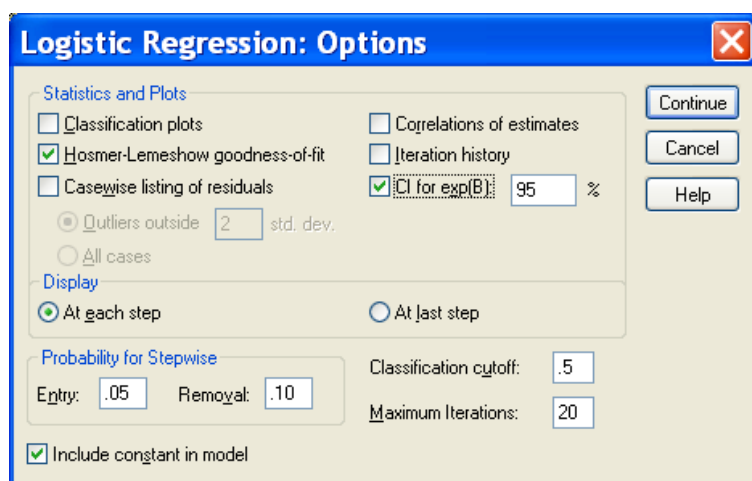 Logistic Regression: Options
Statistics and Plots
Classification plots
Correlations of estimates
Hosmer-Lemeshow goodness-of-fit
Iteration history
Casewise listing of residuals
CI for exp(B): 95 %
Outliers outside 2 std. dev.
All cases
Display
At each step
At last step
Probability for Stepwise
Entry: .05 Removal: .10
Classification cutoff: .5
Maximum Iterations: 20
Include constant in model
Continue
Cancel
Help